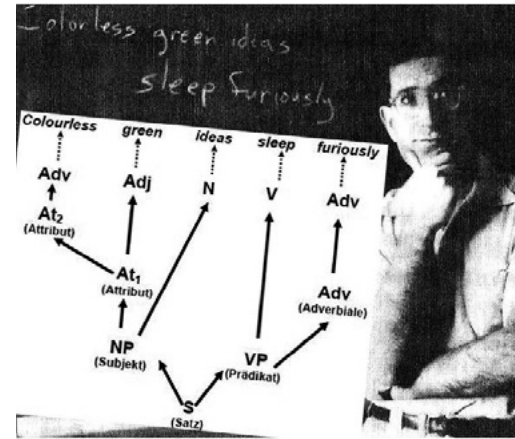 Colorless green ideas
sleep furiously
Colourless green ideas sleep furiously
Adv Adj N V Adv
At2
(Attribut)
At1
(Attribut)
Adv
(Adverbiale)
NP
(Subjekt)
VP
(Prädikat)
S
(Satz)